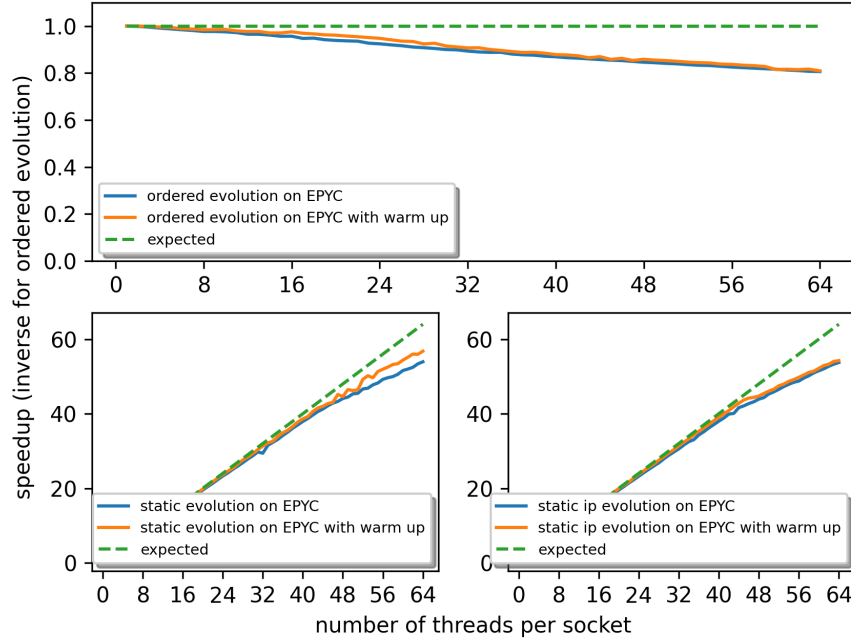 1.0
0.8
0.6
0.4
0.2
0.0
ordered evolution on EPYC
ordered evolution on EPYC with warm up
expected
0 8 16 24 32 40 48 56 64
speedup (inverse for ordered evolution)
60
40
20
0
static evolution on EPYC
static evolution on EPYC with warm up
expected
0 8 16 24 32 40 48 56 64
60
40
20
0
static ip evolution on EPYC
static ip evolution on EPYC with warm up
expected
0 8 16 24 32 40 48 56 64
number of threads per socket